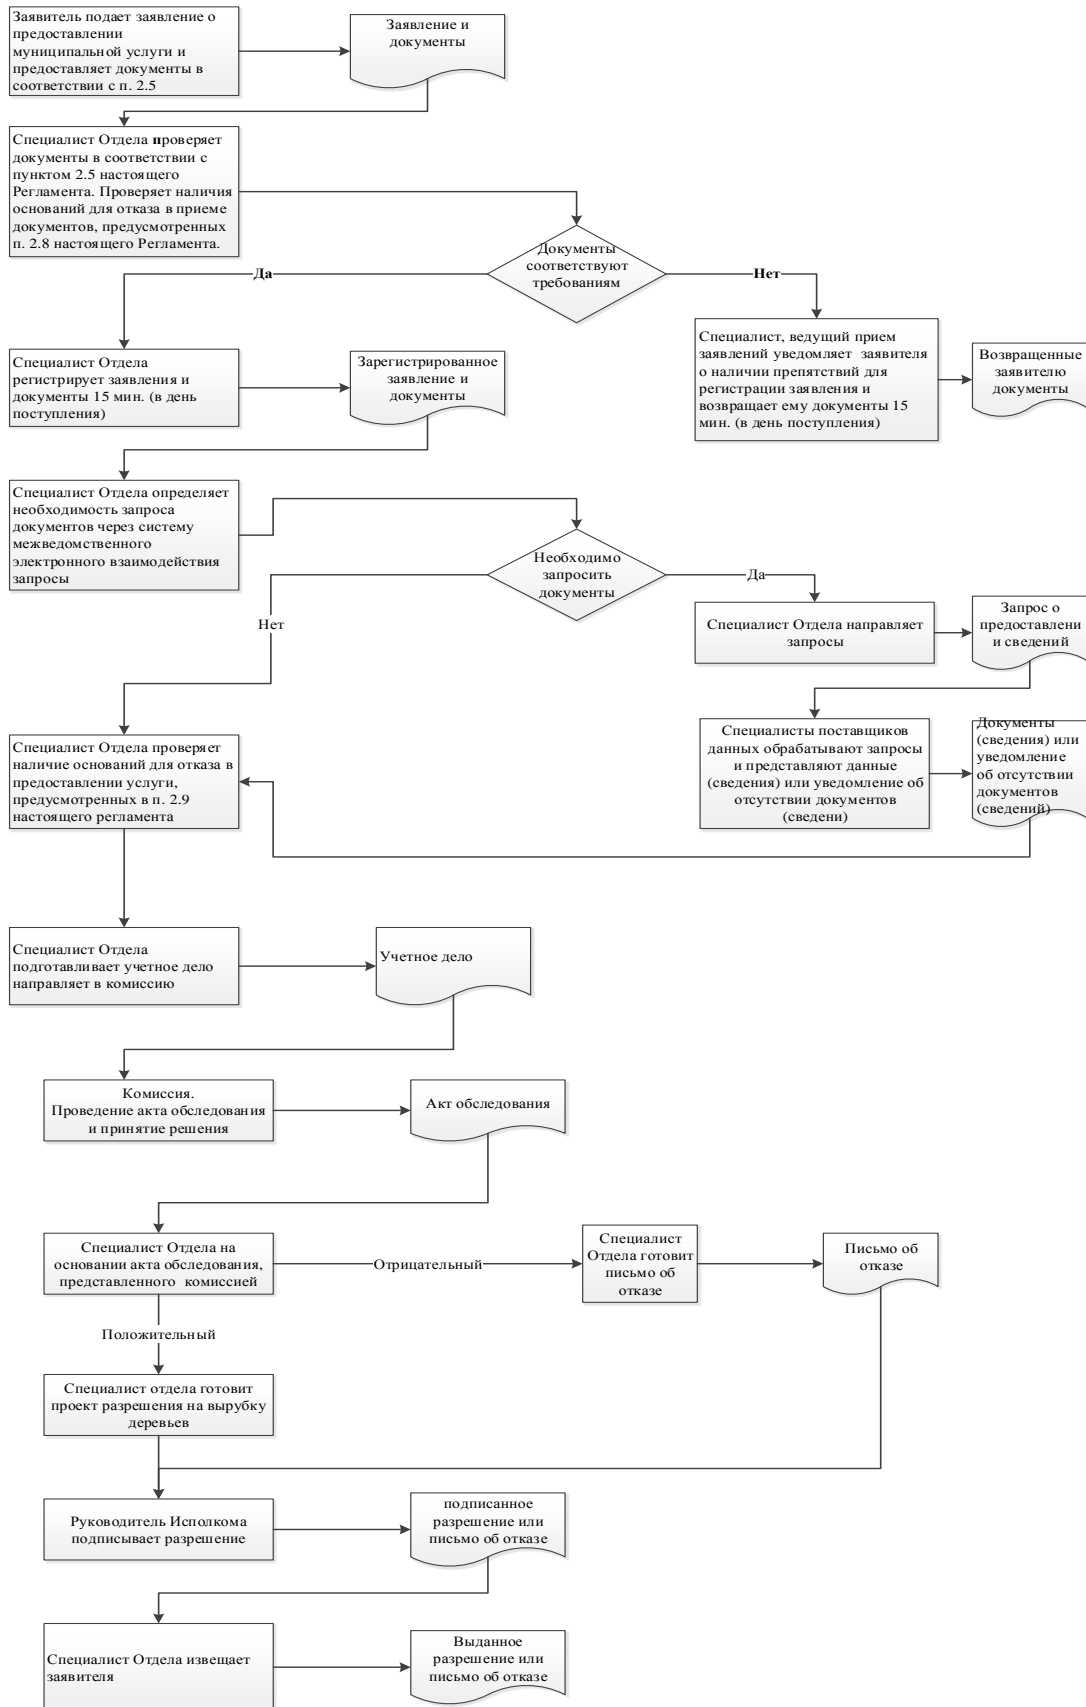 Заявитель подает заявление о
предоставлении
муниципальной услуги и
предоставляет документы в
соответствии с п. 2.5
Заявление и
документы
Специалист Отдела проверяет
документы в соответствии с
пунктом 2.5 настоящего
Регламента. Проверяет наличия
оснований для отказа в приеме
документов, предусмотренных
п. 2.8 настоящего Регламента.
Документы
соответствуют
требованиям
Да
Нет
Специалист Отдела
регистрирует заявления и
документы 15 мин. (в день
поступления)
Зарегистрированное
заявление и
документы
Специалист, ведущий прием
заявлений уведомляет заявителя
о наличии препятствий для
регистрации заявления и
возвращает ему документы 15
мин. (в день поступления)
Возвращенные
заявителю
документы
Специалист Отдела определяет
необходимость запроса
документов через систему
межведомственного
электронного взаимодействия
запросы
Необходимо
запросить
документы
Да
Нет
Специалист Отдела направляет
запросы
Запрос о
предоставлени
и сведений
Специалист Отдела проверяет
наличие оснований для отказа в
предоставлении услуги,
предусмотренных в п. 2.9
настоящего регламента
Специалисты поставщиков
данных обрабатывают запросы
и представляют данные
(сведения) или уведомление об
отсутствии документов
(сведени)
Документы
(сведения) или
уведомление
об отсутствии
документов
(сведений)
Специалист Отдела
подготавливает учетное дело
направляет в комиссию
Учетное дело
Комиссия.
Проведение акта обследования
и принятие решения
Акт обследования
Специалист Отдела на
основании акта обследования,
представленного комиссией
Отрицательный
Специалист
Отдела готовит
письмо об
отказе
Письмо об
отказе
Положительный
Специалист отдела готовит
проект разрешения на вырубку
деревьев
Руководитель Исполкома
подписывает разрешение
подписанное
разрешение или
письмо об отказе
Специалист Отдела извещает
заявителя
Выданное
разрешение или
письмо об отказе